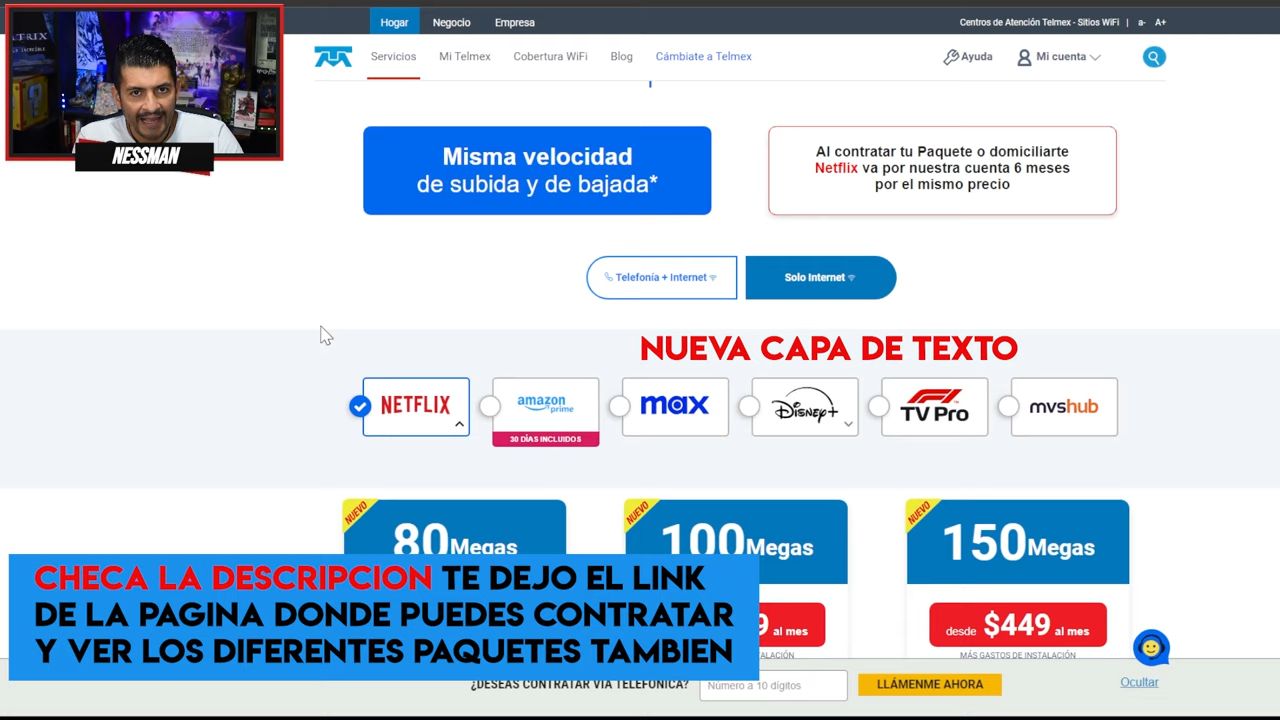 Hogar Negocio Empresa
Centros de Atención Telmex - Sitios WiFi | a- A+
Servicios Mi Telmex Cobertura WiFi Blog Cámbiate a Telmex
Ayuda Mi cuenta
NESSMAN
Misma velocidad
de subida y de bajada*
Al contratar tu Paquete o domiciliarte
Netflix va por nuestra cuenta 6 meses
por el mismo precio
Telefonía + Internet
Solo Internet
NUEVA CAPA DE TEXTO
NETFLIX
amazon
prime
30 DÍAS INCLUIDOS
max
Disney+
F1
TV Pro
mvshub
NUEVO
80 Megas
NUEVO
100 Megas
NUEVO
150 Megas
9 al mes
desde $449 al mes
MÁS GASTOS DE INSTALACIÓN
CHECA LA DESCRIPCION TE DEJO EL LINK
DE LA PAGINA DONDE PUEDES CONTRATAR
Y VER LOS DIFERENTES PAQUETES TAMBIEN
¿DESEAS CONTRATAR VÍA TELEFÓNICA?
Número a 10 dígitos
LLÁMENME AHORA
Ocultar